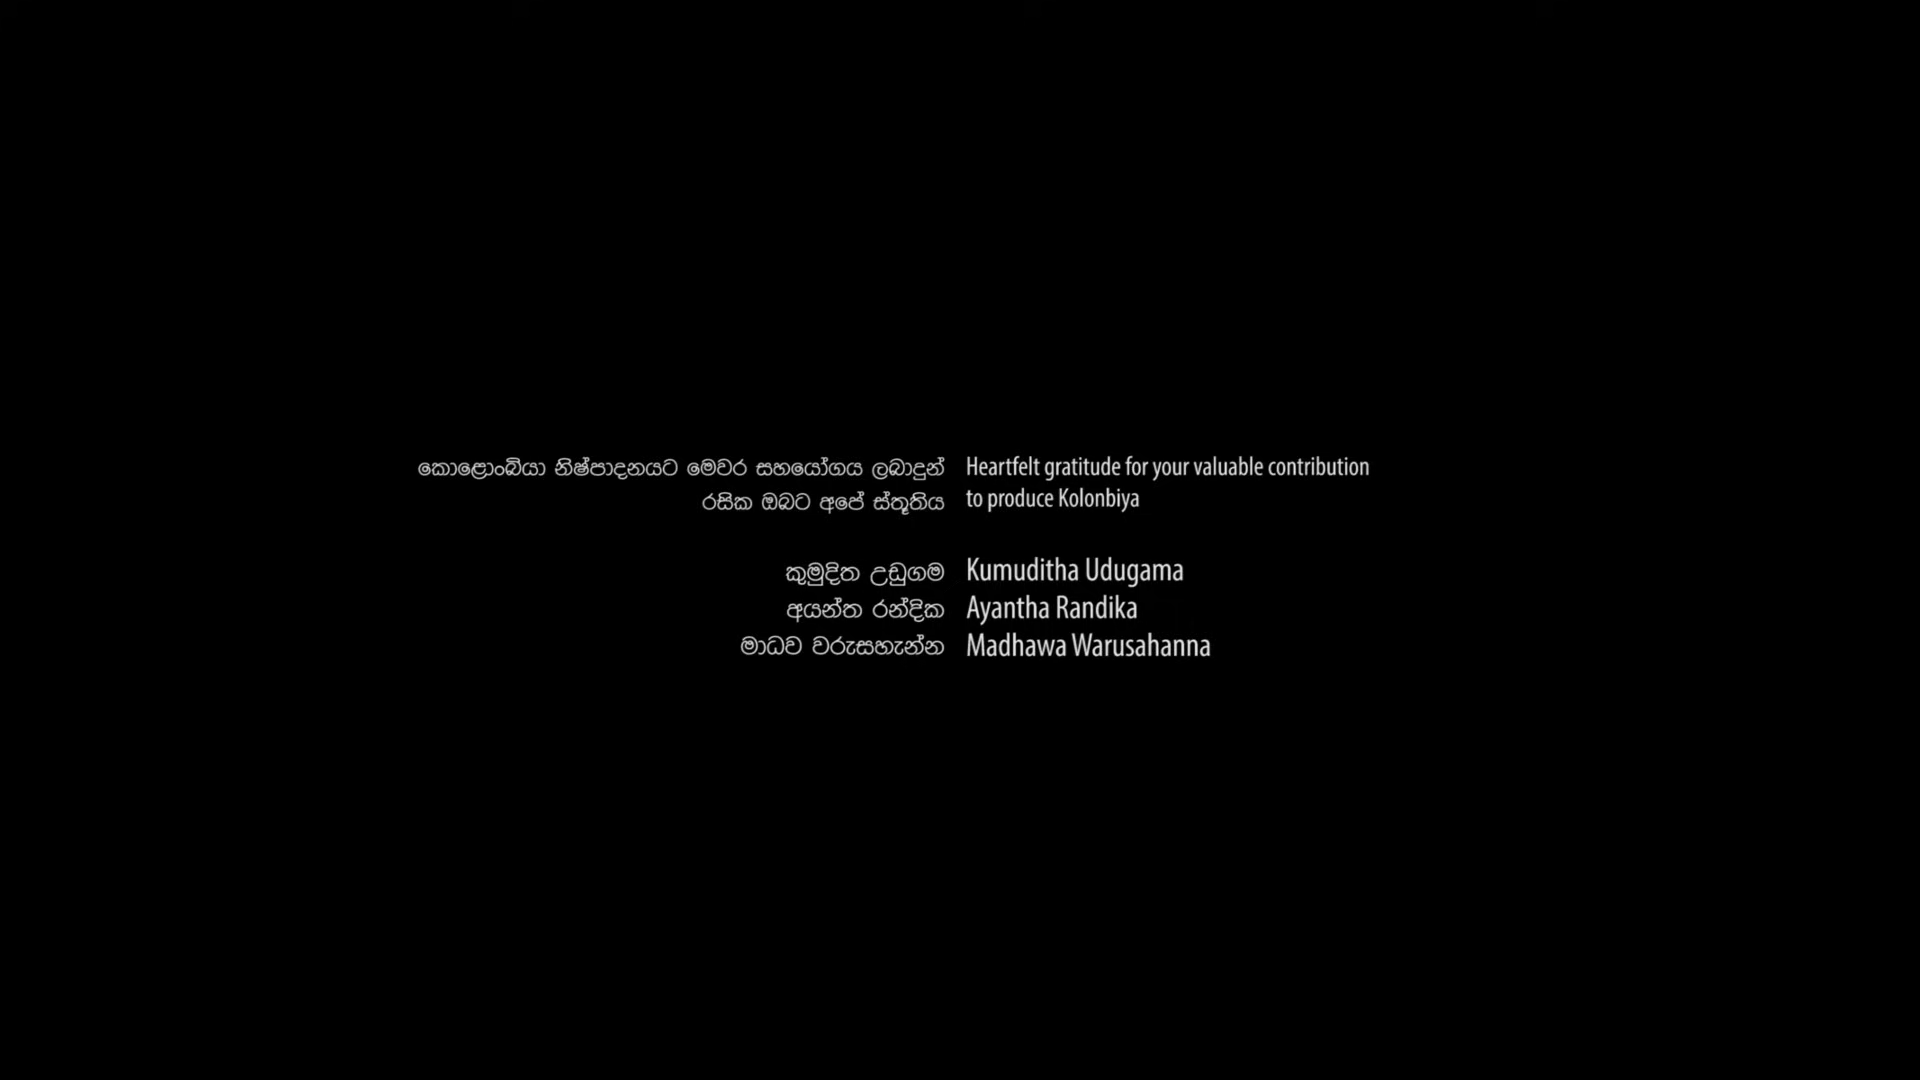 කොළොංබියා නිෂ්පාදනයට මෙවර සහයෝගය ලබාදුන්
රසික ඔබට අපේ ස්තූතිය
Heartfelt gratitude for your valuable contribution
to produce Kolonbiya
කුමුදිත උඩුගම Kumuditha Udugama
අයන්ත රන්දික Ayantha Randika
මාධව වරුසහැන්න Madhawa Warusahanna